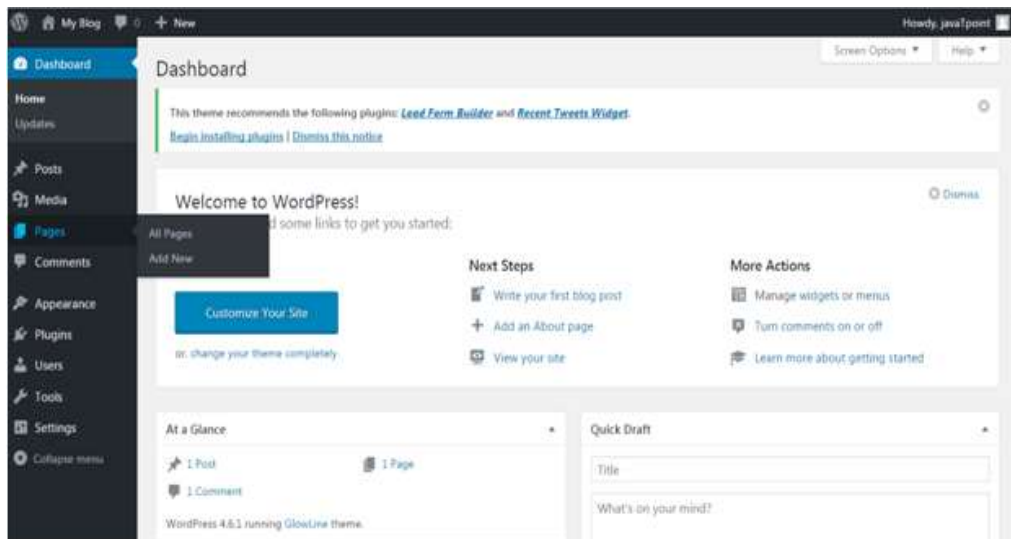 My Blog 0 + New
Howdy, javaTpoint
Screen Options Help
Dashboard
Home
Updates
Posts
Media
Pages
All Pages
Add New
Comments
Appearance
Plugins
Users
Tools
Settings
Collapse menu
Dashboard
This theme recommends the following plugins: Lead Form Builder and Recent Tweets Widget.
Begin installing plugins | Dismiss this notice
Welcome to WordPress!
Dismiss
some links to get you started:
Customize Your Site
or, change your theme completely
Next Steps
Write your first blog post
Add an About page
View your site
More Actions
Manage widgets or menus
Turn comments on or off
Learn more about getting started
At a Glance
1 Post 1 Page
1 Comment
WordPress 4.6.1 running GlowLine theme.
Quick Draft
Title
What's on your mind?